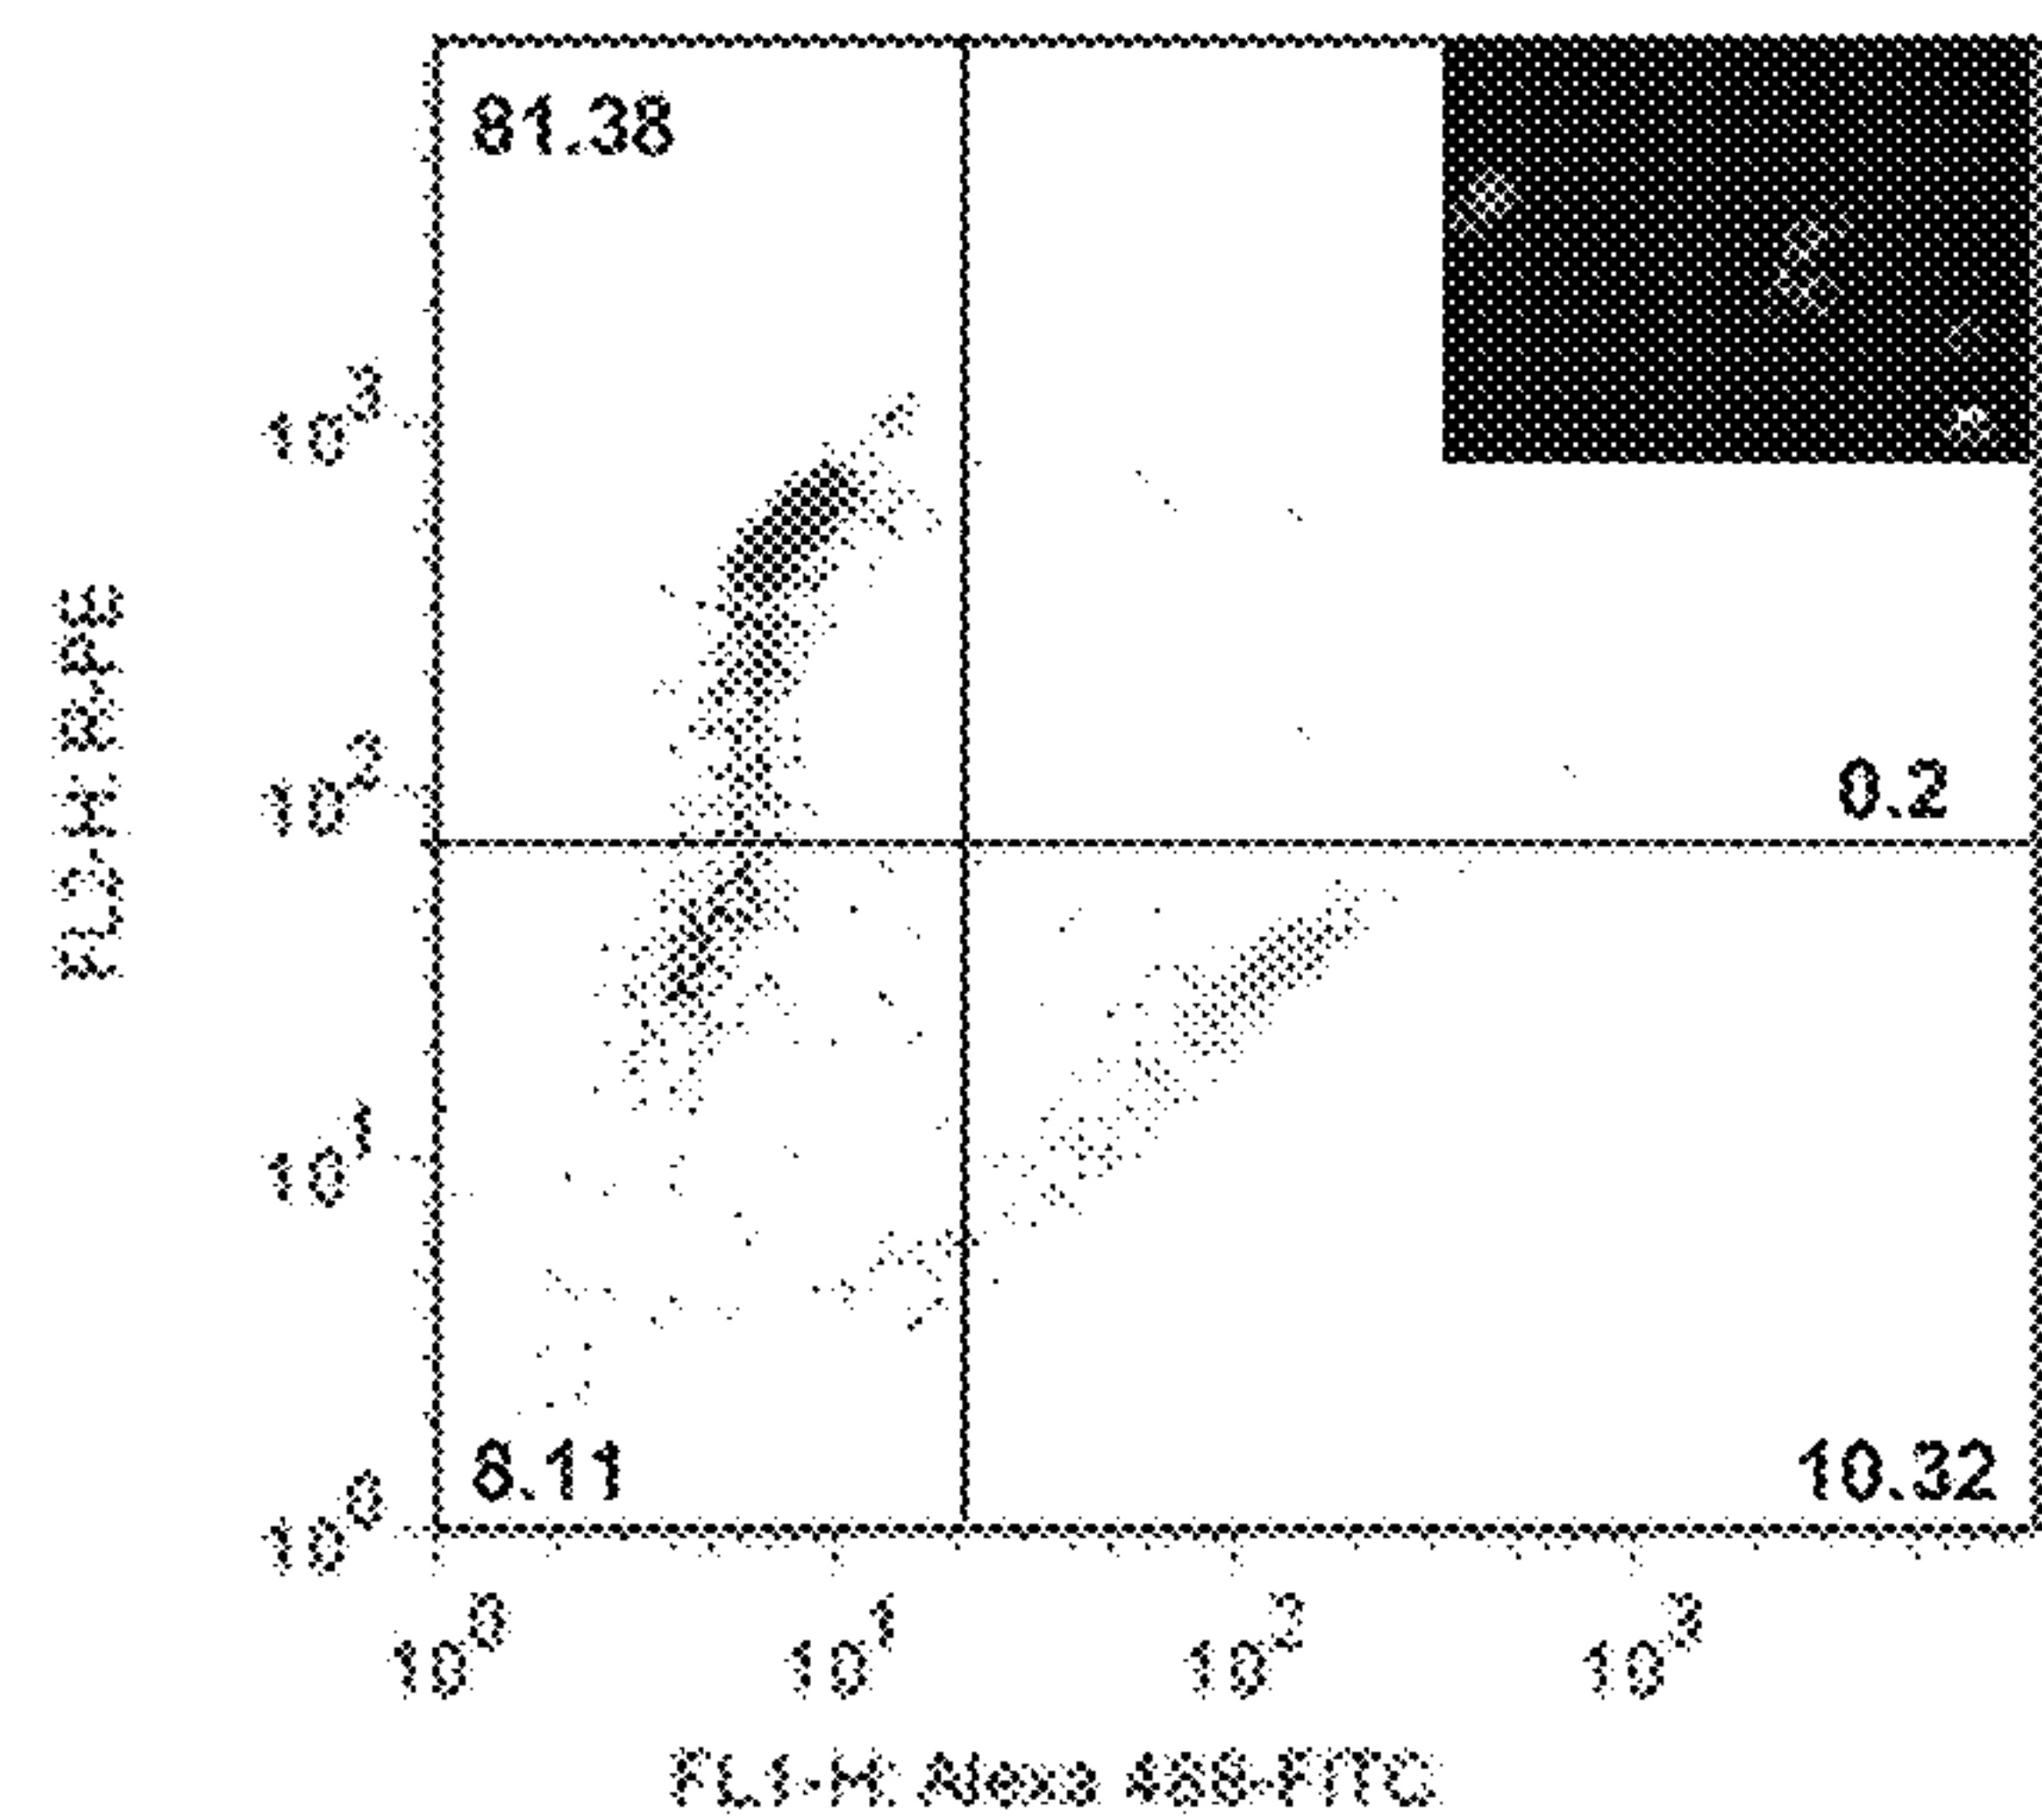 81.38
10³
FL2-H R-PE
10²
0.2
10¹
8.11
10.32
10⁰
10⁰ 10¹ 10² 10³
FL1-H Alexa 488-FITC